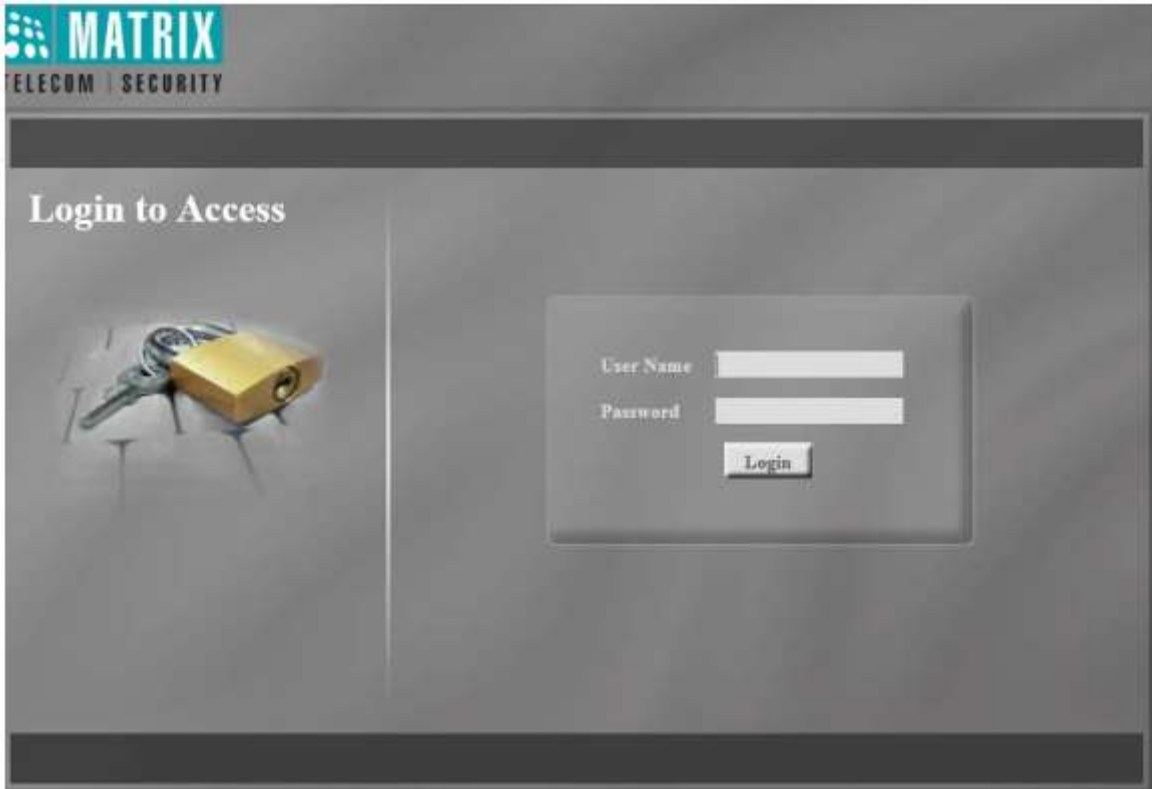 MATRIX
TELECOM | SECURITY
Login to Access
User Name
Password
Login